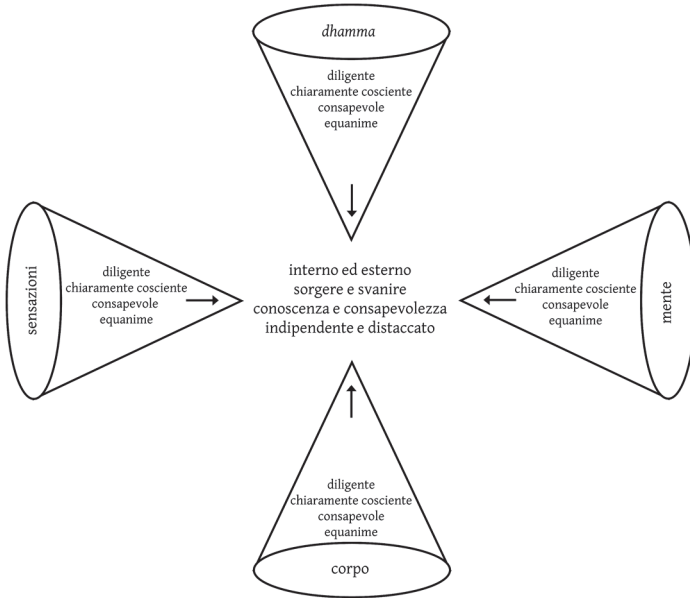 dhamma
diligente
chiaramente cosciente
consapevole
equanime
sensazioni
diligente
chiaramente cosciente
consapevole
equanime
interno ed esterno
sorgere e svanire
conoscenza e consapevolezza
indipendente e distaccato
diligente
chiaramente cosciente
consapevole
equanime
mente
diligente
chiaramente cosciente
consapevole
equanime
corpo